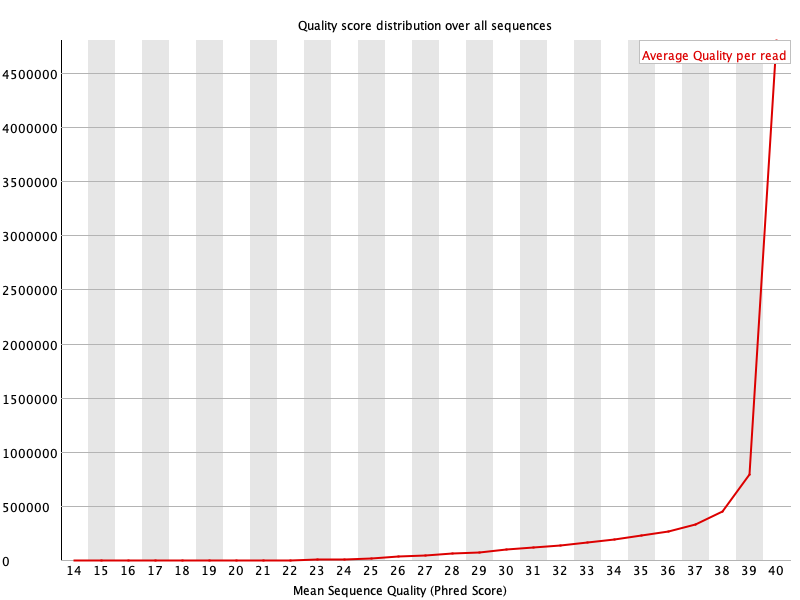 Quality score distribution over all sequences
Average Quality per read
4500000
4000000
3500000
3000000
2500000
2000000
1500000
1000000
500000
0
14 15 16 17 18 19 20 21 22 23 24 25 26 27 28 29 30 31 32 33 34 35 36 37 38 39 40
Mean Sequence Quality (Phred Score)